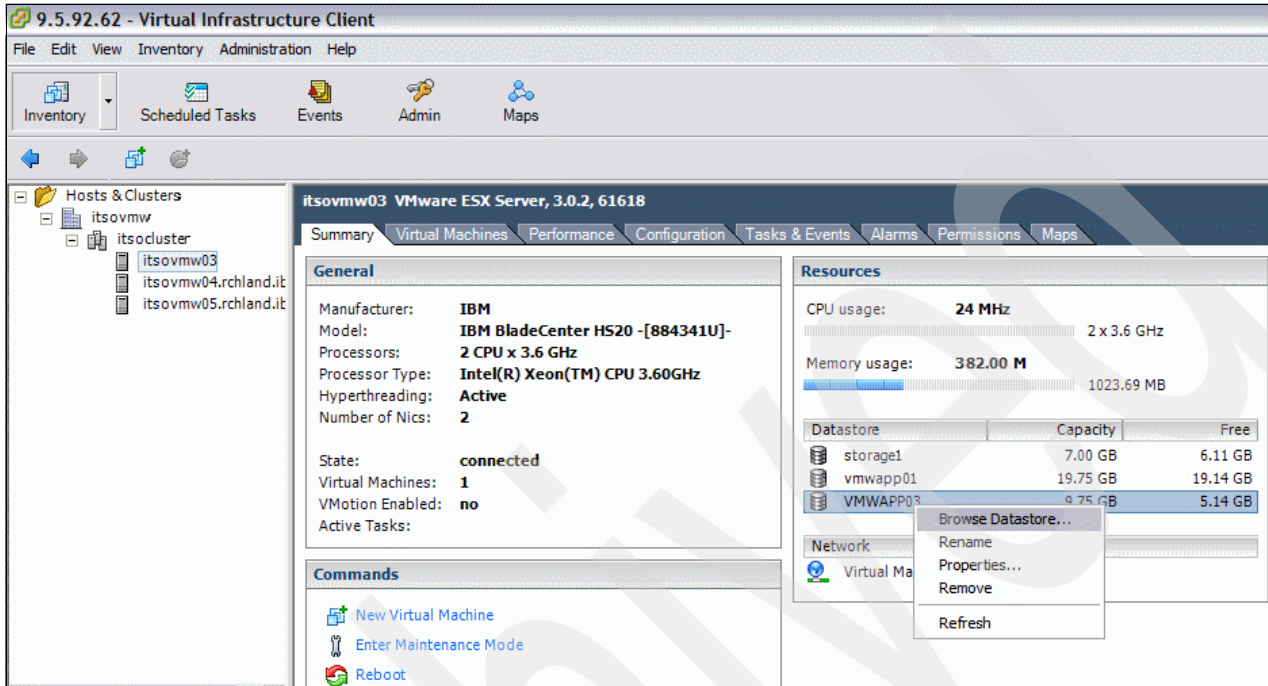 9.5.92.62 - Virtual Infrastructure Client
File Edit View Inventory Administration Help
Inventory Scheduled Tasks Events Admin Maps
Hosts & Clusters
itsovmw
itsocluster
itsovmw03
itsovmw04.rchland.it
itsovmw05.rchland.it
itsovmw03 VMware ESX Server, 3.0.2, 61618
Summary Virtual Machines Performance Configuration Tasks & Events Alarms Permissions Maps
General
Manufacturer: IBM
Model: IBM BladeCenter HS20 -[884341U]-
Processors: 2 CPU x 3.6 GHz
Processor Type: Intel(R) Xeon(TM) CPU 3.60GHz
Hyperthreading: Active
Number of Nics: 2
State: connected
Virtual Machines: 1
VMotion Enabled: no
Active Tasks:
Commands
New Virtual Machine
Enter Maintenance Mode
Reboot
Resources
CPU usage: 24 MHz
2 x 3.6 GHz
Memory usage: 382.00 M
1023.69 MB
Datastore Capacity Free
storage1 7.00 GB 6.11 GB
vmwapp01 19.75 GB 19.14 GB
VMWAPP03 9.75 GB 5.14 GB
Network
Virtual Ma
Browse Datastore...
Rename
Properties...
Remove
Refresh